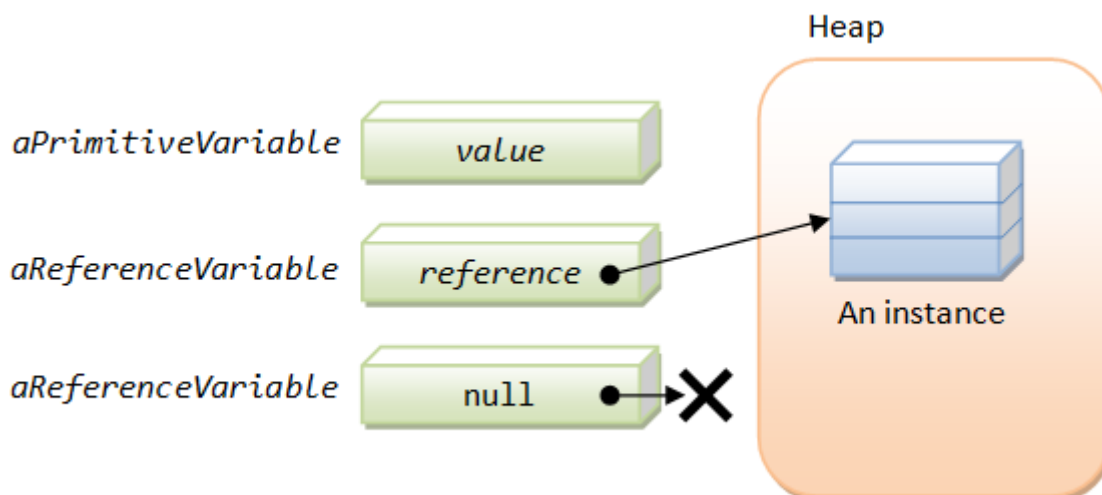 Heap
aPrimitiveVariable
value
aReferenceVariable
reference
An instance
aReferenceVariable
null